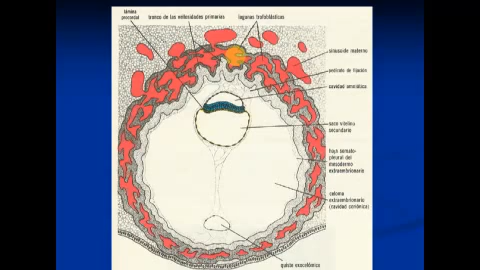 lámina
precordal
troncos de las vellosidades primarias
lagunas trofoblásticas
sinusoide materno
pedículo de fijación
cavidad amniótica
saco vitelino
secundario
hoja somato-
pleural del
mesodermo
extraembrionario
celoma
extraembrionario
(cavidad coriónica)
quiste exocelómico